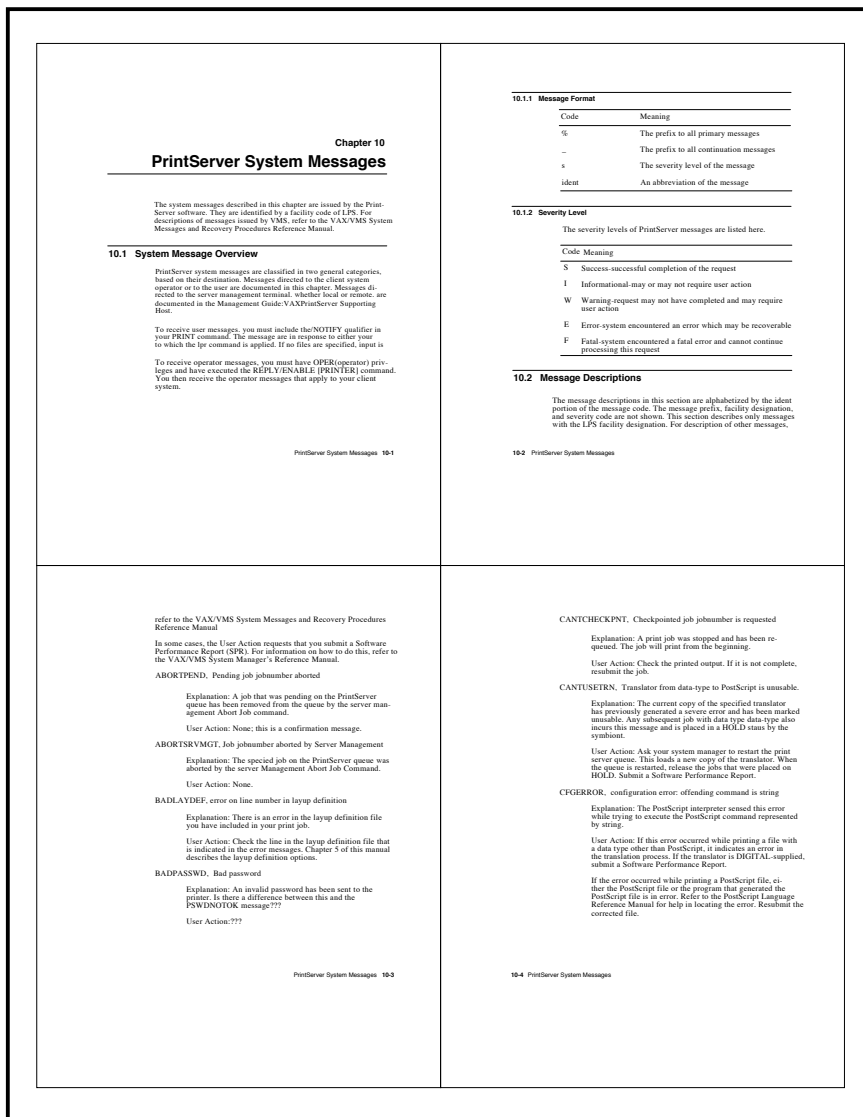 Chapter 10
PrintServer System Messages
The system messages described in this chapter are issued by the Print-
Server software. They are identified by a facility code of LPS. For
descriptions of messages issued by VMS, refer to the VAX/VMS System
Messages and Recovery Procedures Reference Manual.
10.1 System Message Overview
PrintServer system messages are classified in two general categories,
based on their destination. Messages directed to the client system
operator or to the user are documented in this chapter. Messages di-
rected to the server management terminal. whether local or remote. are
documented in the Management Guide:VAXPrintServer Supporting
Host.
To receive user messages. you must include the/NOTIFY qualifier in
your PRINT command. The message are in response to either your
to which the lpr command is applied. If no files are specified, input is
To receive operator messages, you must have OPER(operator) priv-
leges and have executed the REPLY/ENABLE [PRINTER] command.
You then receive the operator messages that apply to your client
system.
PrintServer System Messages 10-1
10.1.1 Message Format
Code Meaning
% The prefix to all primary messages
_ The prefix to all continuation messages
s The severity level of the message
ident An abbreviation of the message
10.1.2 Severity Level
The severity levels of PrintServer messages are listed here.
Code Meaning
S Success-successful completion of the request
I Informational-may or may not require user action
W Warning-request may not have completed and may require
user action
E Error-system encountered an error which may be recoverable
F Fatal-system encountered a fatal error and cannot continue
processing this request
10.2 Message Descriptions
The message descriptions in this section are alphabetized by the ident
portion of the message code. The message prefix, facility designation,
and severity code are not shown. This section describes only messages
with the LPS facility designation. For description of other messages,
10-2 PrintServer System Messages
refer to the VAX/VMS System Messages and Recovery Procedures
Reference Manual
In some cases, the User Action requests that you submit a Software
Performance Report (SPR). For information on how to do this, refer to
the VAX/VMS System Manager's Reference Manual.
ABORTPEND, Pending job jobnumber aborted
Explanation: A job that was pending on the PrintServer
queue has been removed from the queue by the server man-
agement Abort Job command.
User Action: None; this is a confirmation message.
ABORTSRVMGT, Job jobnumber aborted by Server Management
Explanation: The specied job on the PrintServer queue was
aborted by the server Management Abort Job Command.
User Action: None.
BADLAYDEF, error on line number in layup definition
Explanation: There is an error in the layup definition file
you have included in your print job.
User Action: Check the line in the layup definition file that
is indicated in the error messages. Chapter 5 of this manual
describes the layup definition options.
BADPASSWD, Bad password
Explanation: An invalid password has been sent to the
printer. Is there a difference between this and the
PSWDNOTOK message???
User Action:???
PrintServer System Messages 10-3
CANTCHECKPNT, Checkpointed job jobnumber is requested
Explanation: A print job was stopped and has been re-
queued. The job will print from the beginning.
User Action: Check the printed output. If it is not complete,
resubmit the job.
CANTUSETRN, Translator from data-type to PostScript is unusable.
Explanation: The current copy of the specified translator
has previously generated a severe error and has been marked
unusable. Any subsequent job with data type data-type also
incurs this message and is placed in a HOLD staus by the
symbiont.
User Action: Ask your system manager to restart the print
server queue. This loads a new copy of the translator. When
the queue is restarted, release the jobs that were placed on
HOLD. Submit a Software Performance Report.
CFGERROR, configuration error: offending command is string
Explanation: The PostScript interpreter sensed this error
while trying to execute the PostScript command represented
by string.
User Action: If this error occurred while printing a file with
a data type other than PostScript, it indicates an error in
the translation process. If the translator is DIGITAL-supplied,
submit a Software Performance Report.
If the error occurred while printing a PostScript file, ei-
ther the PostScript file or the program that generated the
PostScript file is in error. Refer to the PostScript Language
Reference Manual for help in locating the error. Resubmit the
corrected file.
10-4 PrintServer System Messages